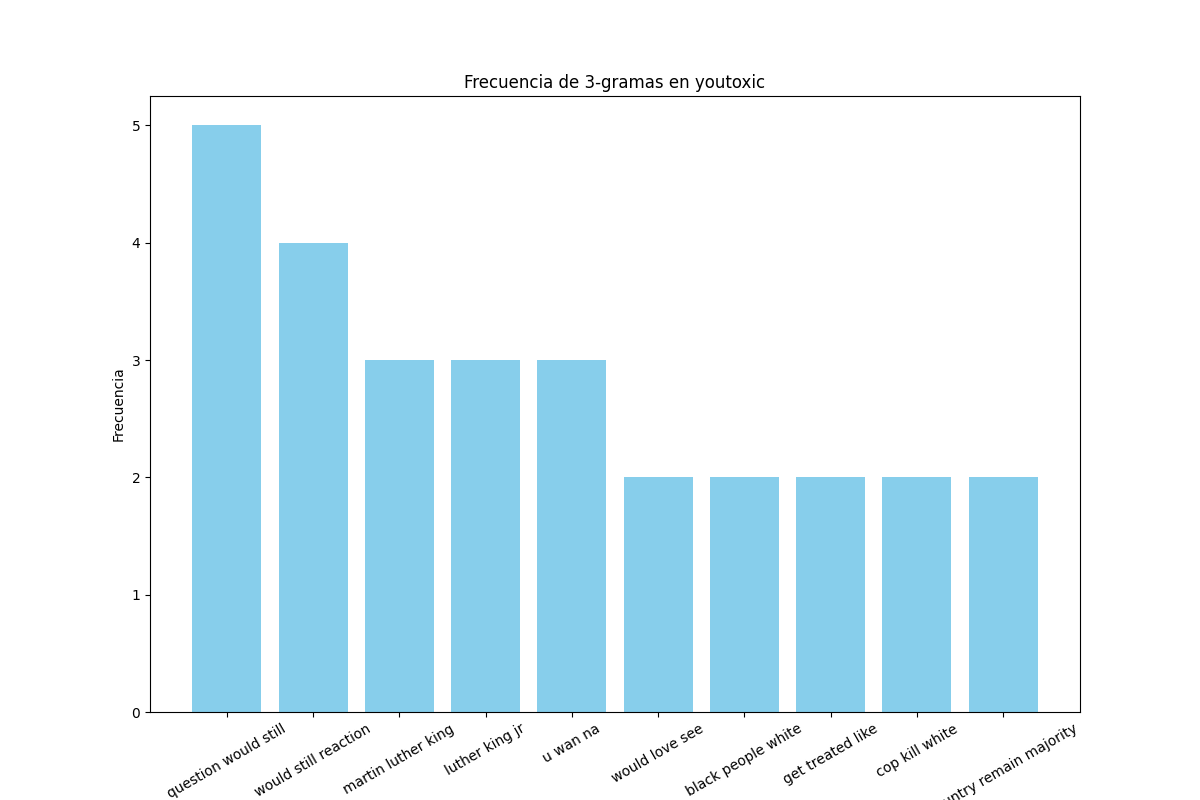 Frecuencia de 3-gramas en youtoxic
Frecuencia
5
4
3
2
1
0
question would still
would still reaction
martin luther king
luther king jr
u wan na
would love see
black people white
get treated like
cop kill white
remain majority